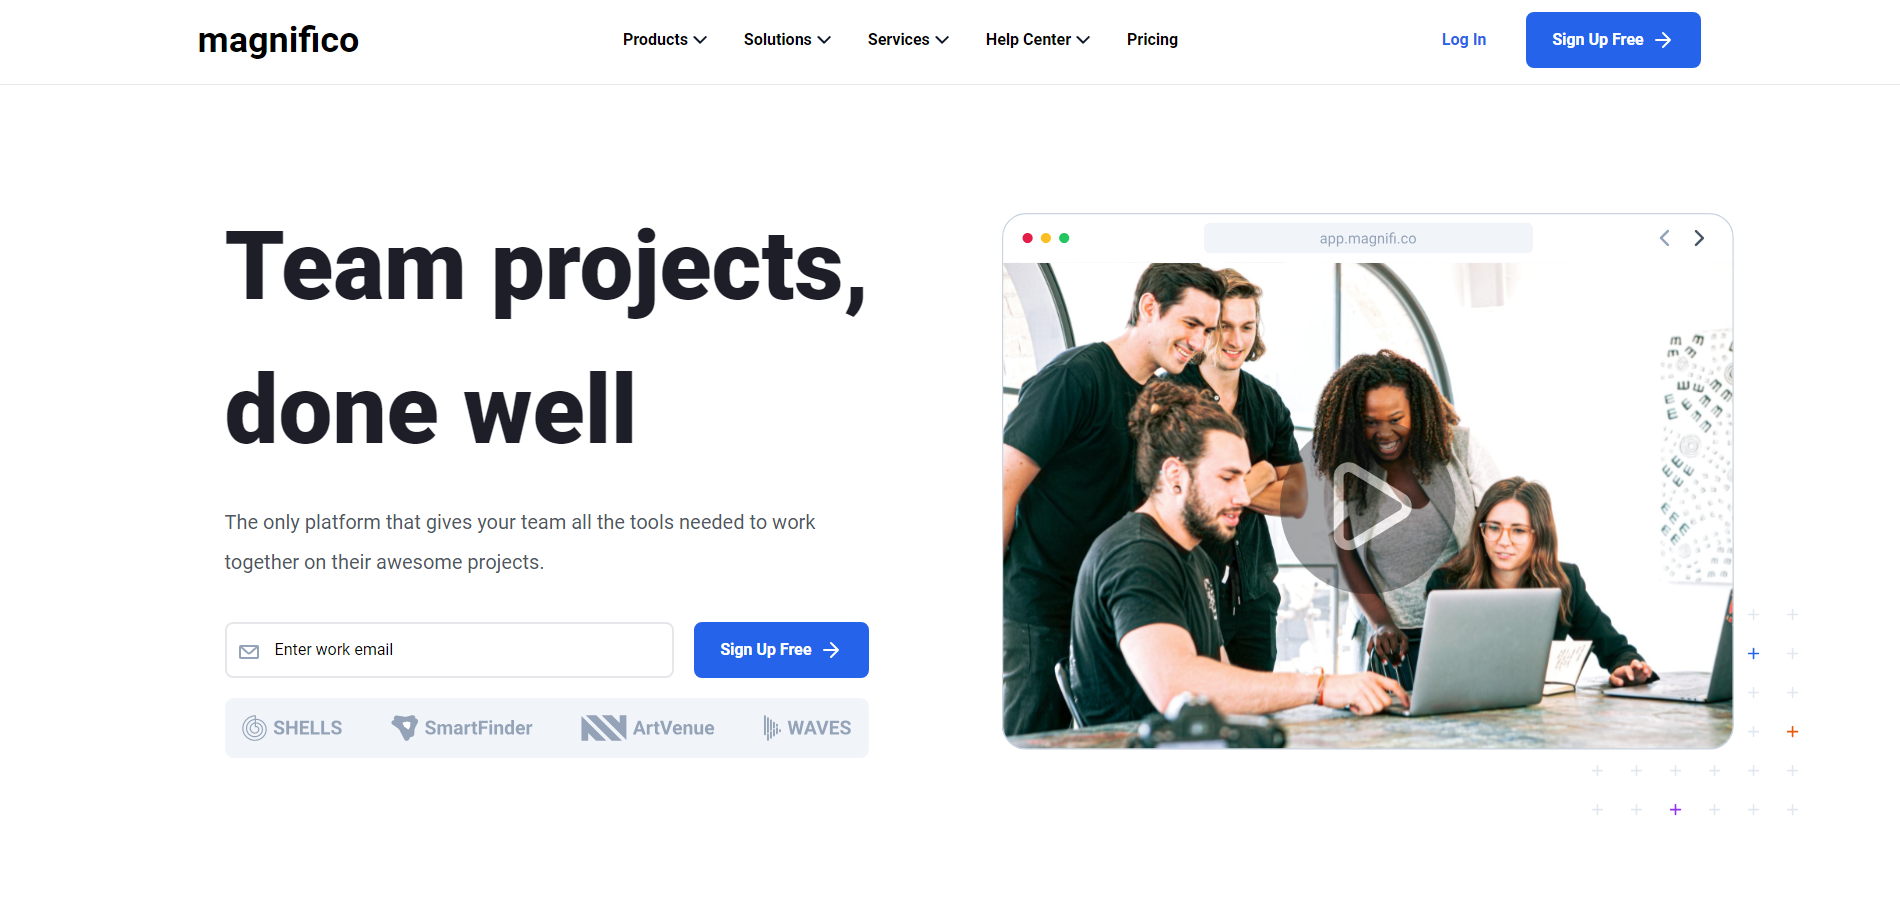 magnifico
Products
Solutions
Services
Help Center
Pricing
Log In
Sign Up Free
Team projects,
done well
The only platform that gives your team all the tools needed to work
together on their awesome projects.
Enter work email
Sign Up Free
SHELLS
SmartFinder
ArtVenue
WAVES
app.magnifi.co